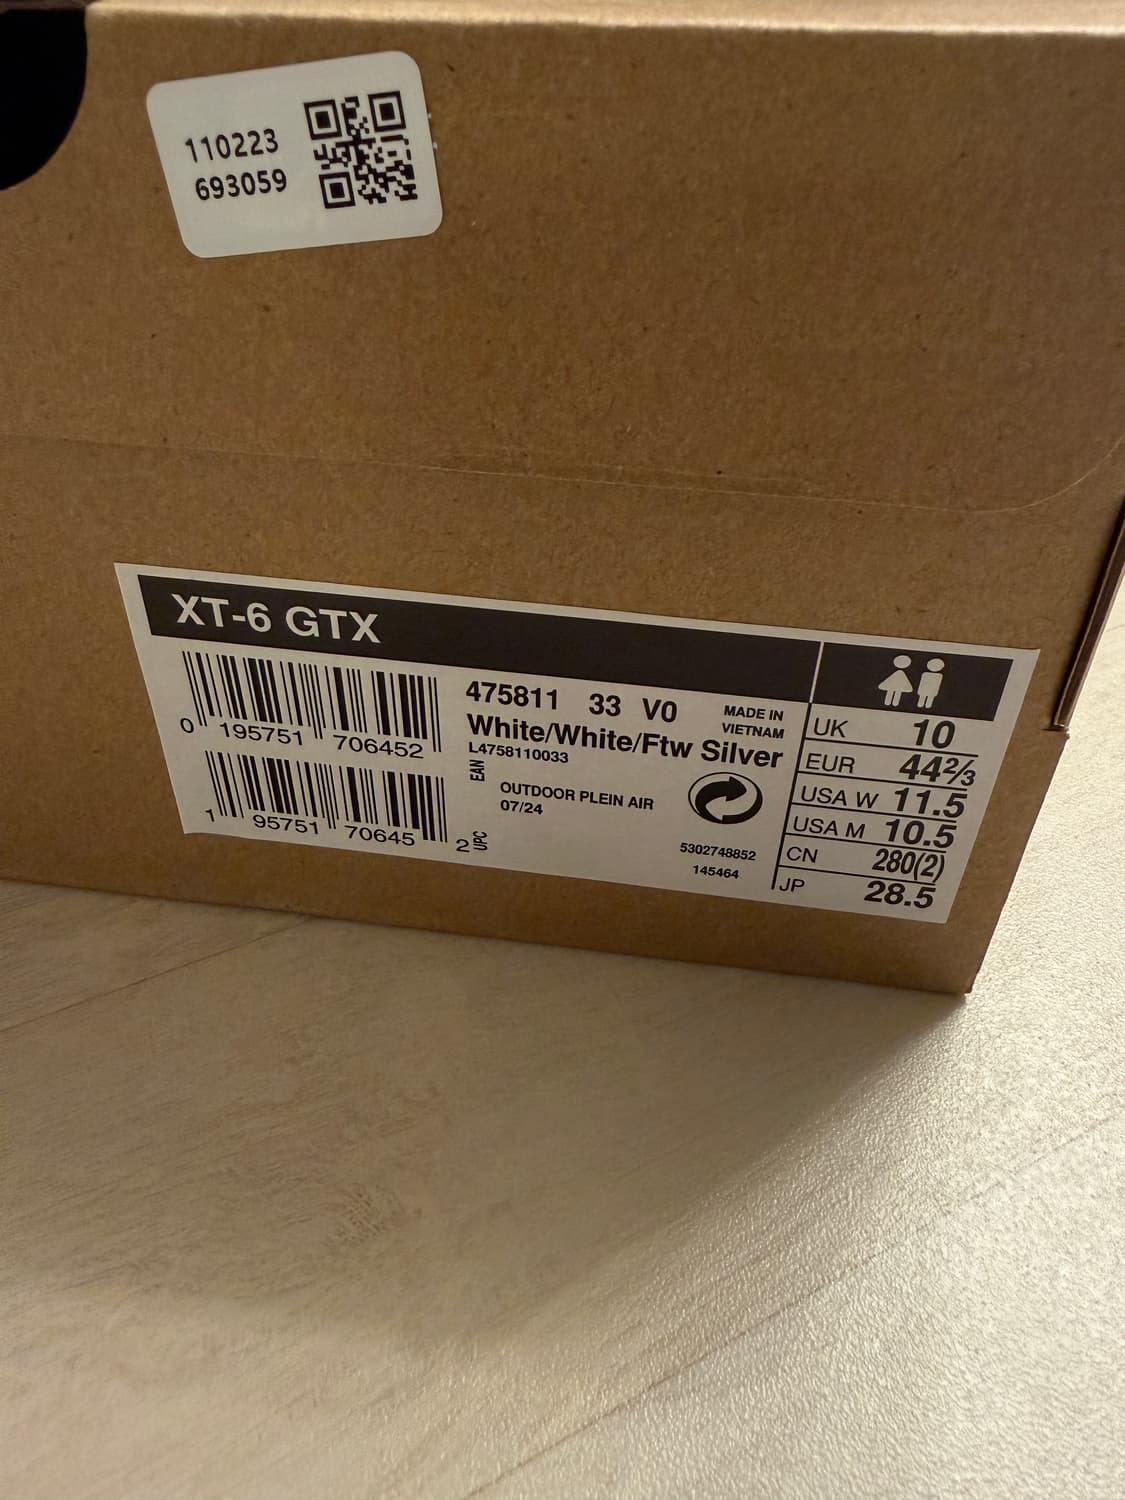 110223
693059
XT-6 GTX
0 195751 706452
EAN
1 95751 70645 2
UPC
475811 33 V0
White/White/Ftw Silver
L4758110033
MADE IN
VIETNAM
OUTDOOR PLEIN AIR
07/24
5302748852
145464
UK 10
EUR 44⅔
USA W 11.5
USA M 10.5
CN 280(2)
JP 28.5